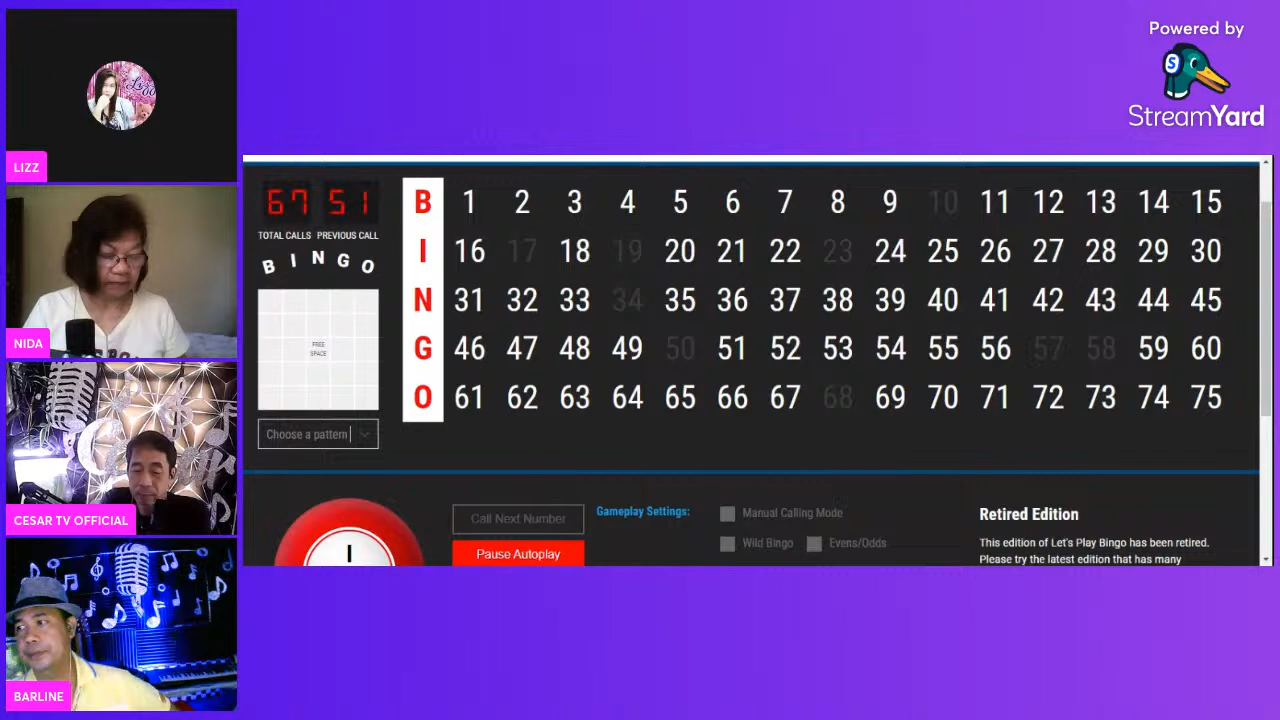 Powered by
StreamYard
LIZZ
NIDA
CESAR TV OFFICIAL
BARLINE
67 51
TOTAL CALLS PREVIOUS CALL
B I N G O
FREE
SPACE
Choose a pattern
B 1 2 3 4 5 6 7 8 9 10 11 12 13 14 15
I 16 17 18 19 20 21 22 23 24 25 26 27 28 29 30
N 31 32 33 34 35 36 37 38 39 40 41 42 43 44 45
G 46 47 48 49 50 51 52 53 54 55 56 57 58 59 60
O 61 62 63 64 65 66 67 68 69 70 71 72 73 74 75
I
Call Next Number
Pause Autoplay
Gameplay Settings:
Manual Calling Mode
Wild Bingo Evens/Odds
Retired Edition
This edition of Let's Play Bingo has been retired.
Please try the latest edition that has many